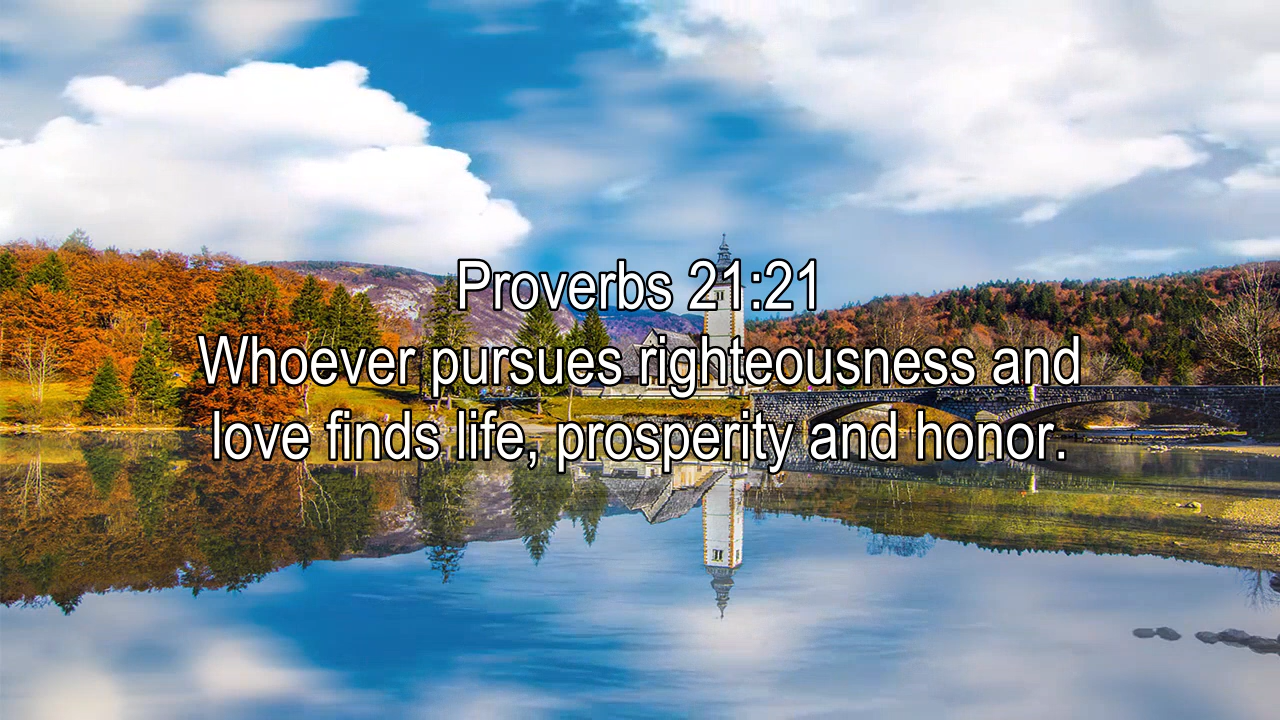 Proverbs 21:21
Whoever pursues righteousness and
love finds life, prosperity and honor.